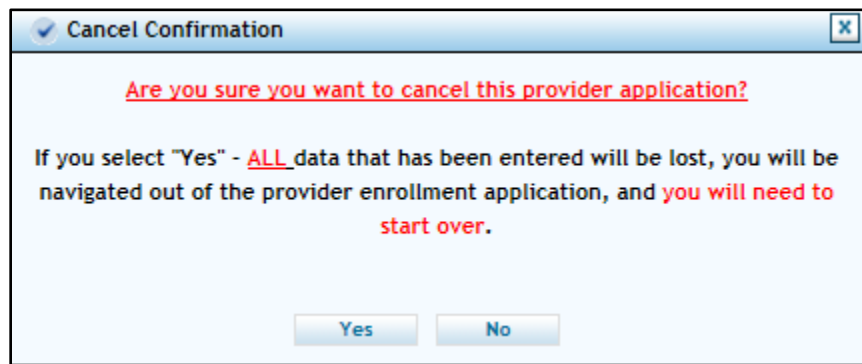 Cancel Confirmation
x
Are you sure you want to cancel this provider application?
If you select "Yes" - ALL data that has been entered will be lost, you will be
navigated out of the provider enrollment application, and you will need to
start over.
Yes No